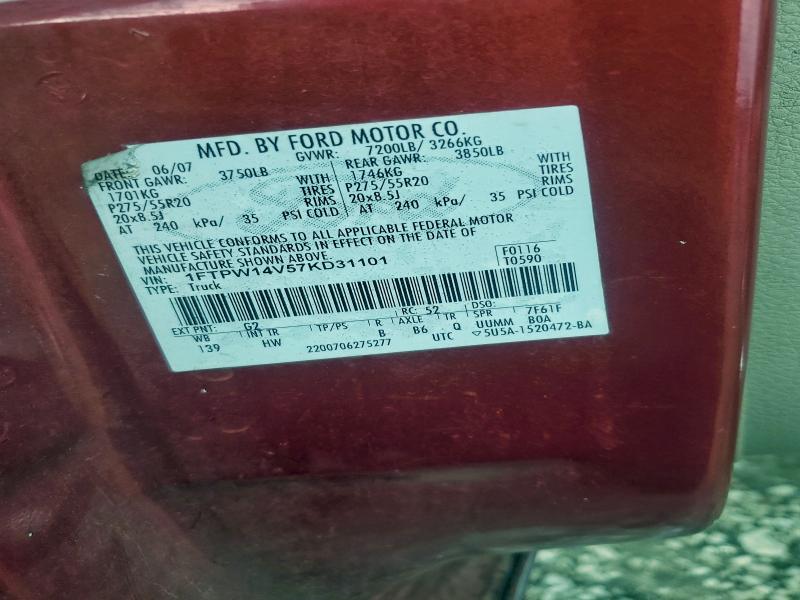 MFD. BY FORD MOTOR CO.
DATE: 06/07 GVWR: 7200LB/ 3266KG
FRONT GAWR: 3750LB REAR GAWR: 3850LB
1701KG WITH 1746KG WITH
P275/55R20 TIRES P275/55R20 TIRES
20x8.5J RIMS 20x8.5J RIMS
AT 240 kPa/ 35 PSI COLD AT 240 kPa/ 35 PSI COLD
THIS VEHICLE CONFORMS TO ALL APPLICABLE FEDERAL MOTOR
VEHICLE SAFETY STANDARDS IN EFFECT ON THE DATE OF
MANUFACTURE SHOWN ABOVE.
VIN: 1FTPW14V57KD31101 F0116
TYPE: Truck T0590
EXT PNT: G2 RC: 52 DSO:
WB INT TR TP/PS R AXLE TR SPR 7F61F
139 HW B B6 Q UUMM B0A
2200706275277 UTC 5U5A-1520472-BA